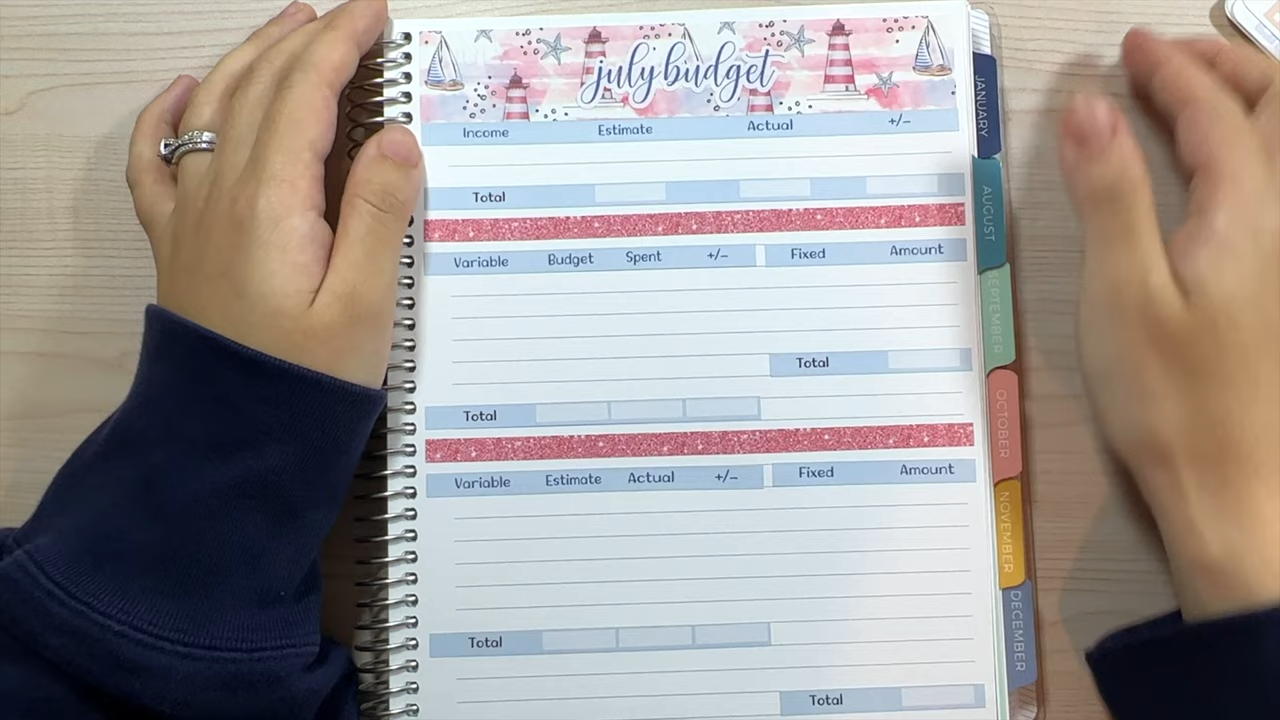 july budget
Income Estimate Actual +/–
Total
Variable Budget Spent +/– Fixed Amount
Total
Total
Variable Estimate Actual +/– Fixed Amount
Total
Total
JANUARY
AUGUST
SEPTEMBER
OCTOBER
NOVEMBER
DECEMBER